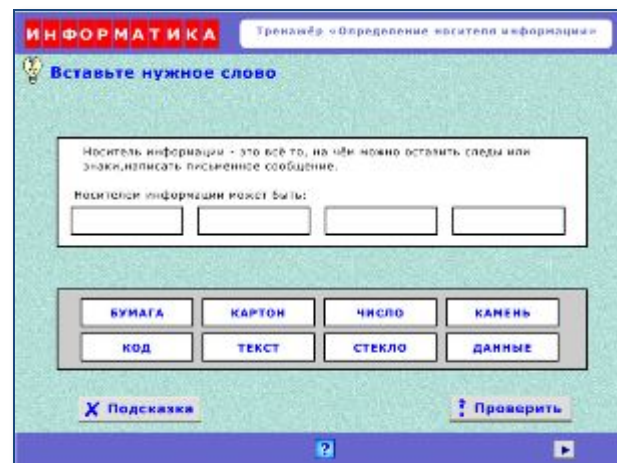 ИНФОРМАТИКА
Тренажёр «Определение носителя информации»
Вставьте нужное слово
Носитель информации - это всё то, на чём можно оставить следы или
знаки,написать письменное сообщение.
Носителем информации может быть:
БУМАГА КАРТОН ЧИСЛО КАМЕНЬ
КОД ТЕКСТ СТЕКЛО ДАННЫЕ
Подсказка Проверить
?